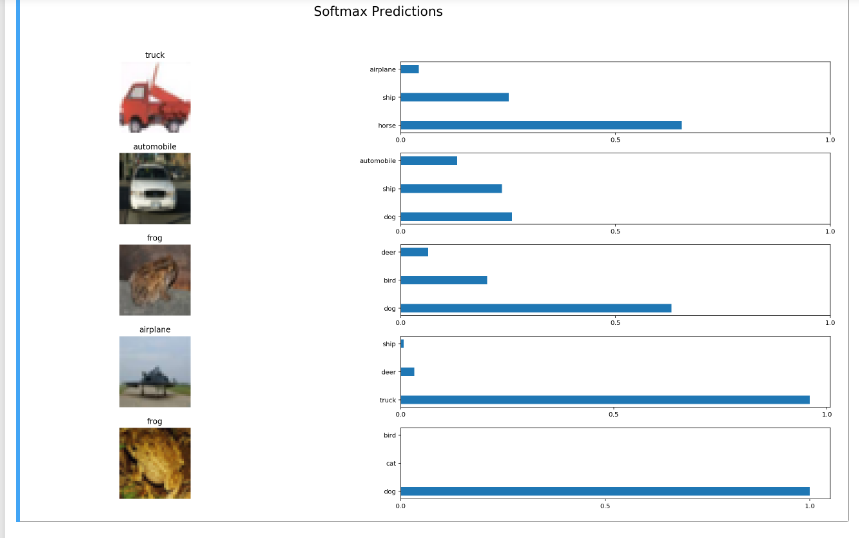 Softmax Predictions
truck
airplane
ship
horse
0.0 0.5 1.0
automobile
automobile
ship
dog
0.0 0.5 1.0
frog
deer
bird
dog
0.0 0.5 1.0
airplane
ship
deer
truck
0.0 0.5 1.0
frog
bird
cat
dog
0.0 0.5 1.0